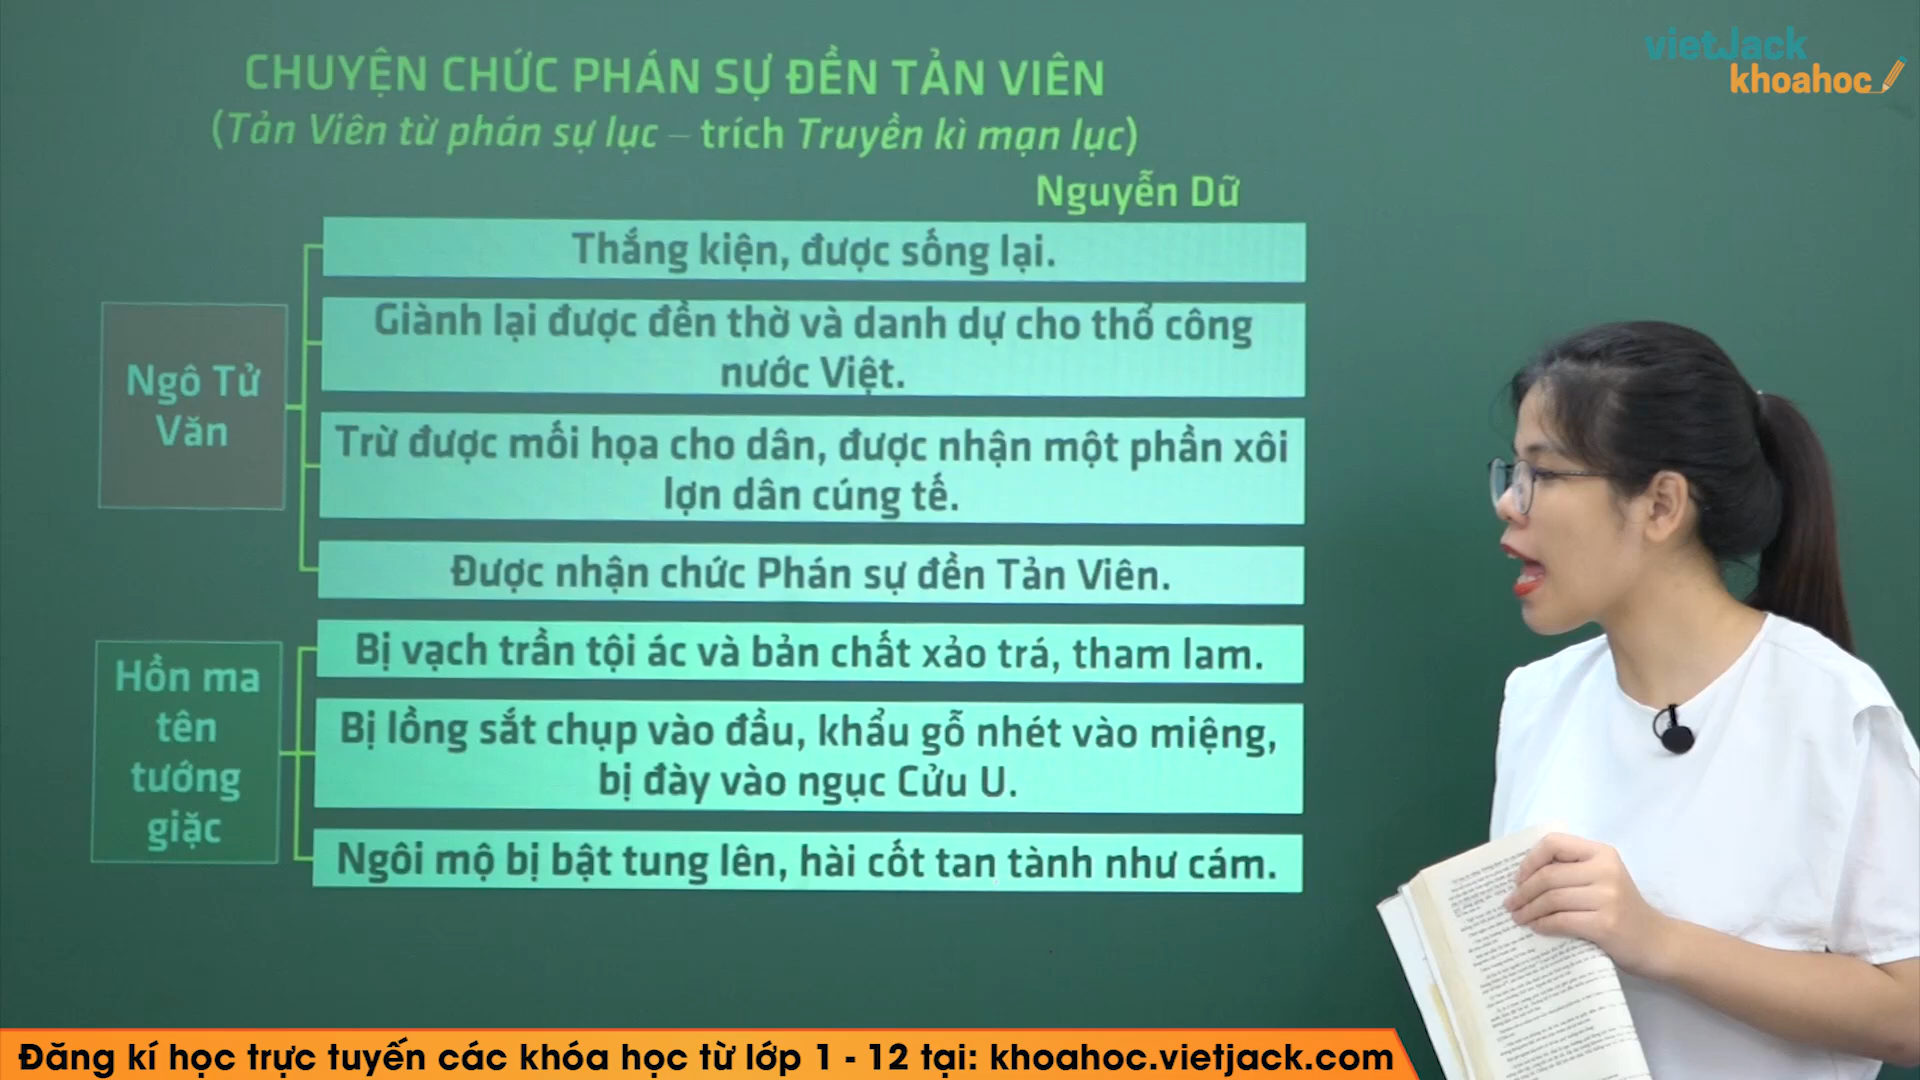 vietJack
khoahoc
CHUYỆN CHỨC PHÁN SỰ ĐỀN TẢN VIÊN
(Tản Viên từ phán sự lục – trích Truyền kì mạn lục)
Nguyễn Dữ
Ngô Tử
Văn
Thắng kiện, được sống lại.
Giành lại được đền thờ và danh dự cho thổ công
nước Việt.
Trừ được mối họa cho dân, được nhận một phần xôi
lợn dân cúng tế.
Được nhận chức Phán sự đền Tản Viên.
Hồn ma
tên
tướng
giặc
Bị vạch trần tội ác và bản chất xảo trá, tham lam.
Bị lồng sắt chụp vào đầu, khẩu gỗ nhét vào miệng,
bị đày vào ngục Cửu U.
Ngôi mộ bị bật tung lên, hài cốt tan tành như cám.
Đăng kí học trực tuyến các khóa học từ lớp 1 - 12 tại: khoahoc.vietjack.com